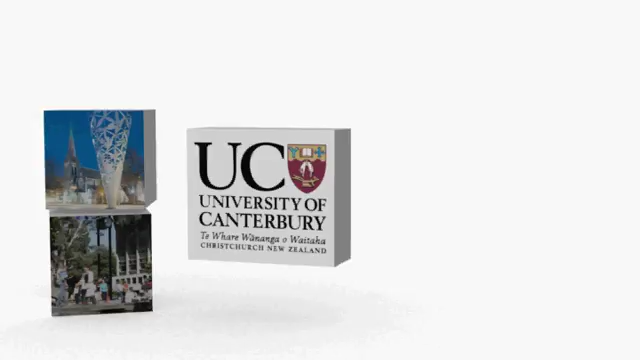 UC
UNIVERSITY OF
CANTERBURY
Te Whare Wānanga o Waitaha
CHRISTCHURCH NEW ZEALAND